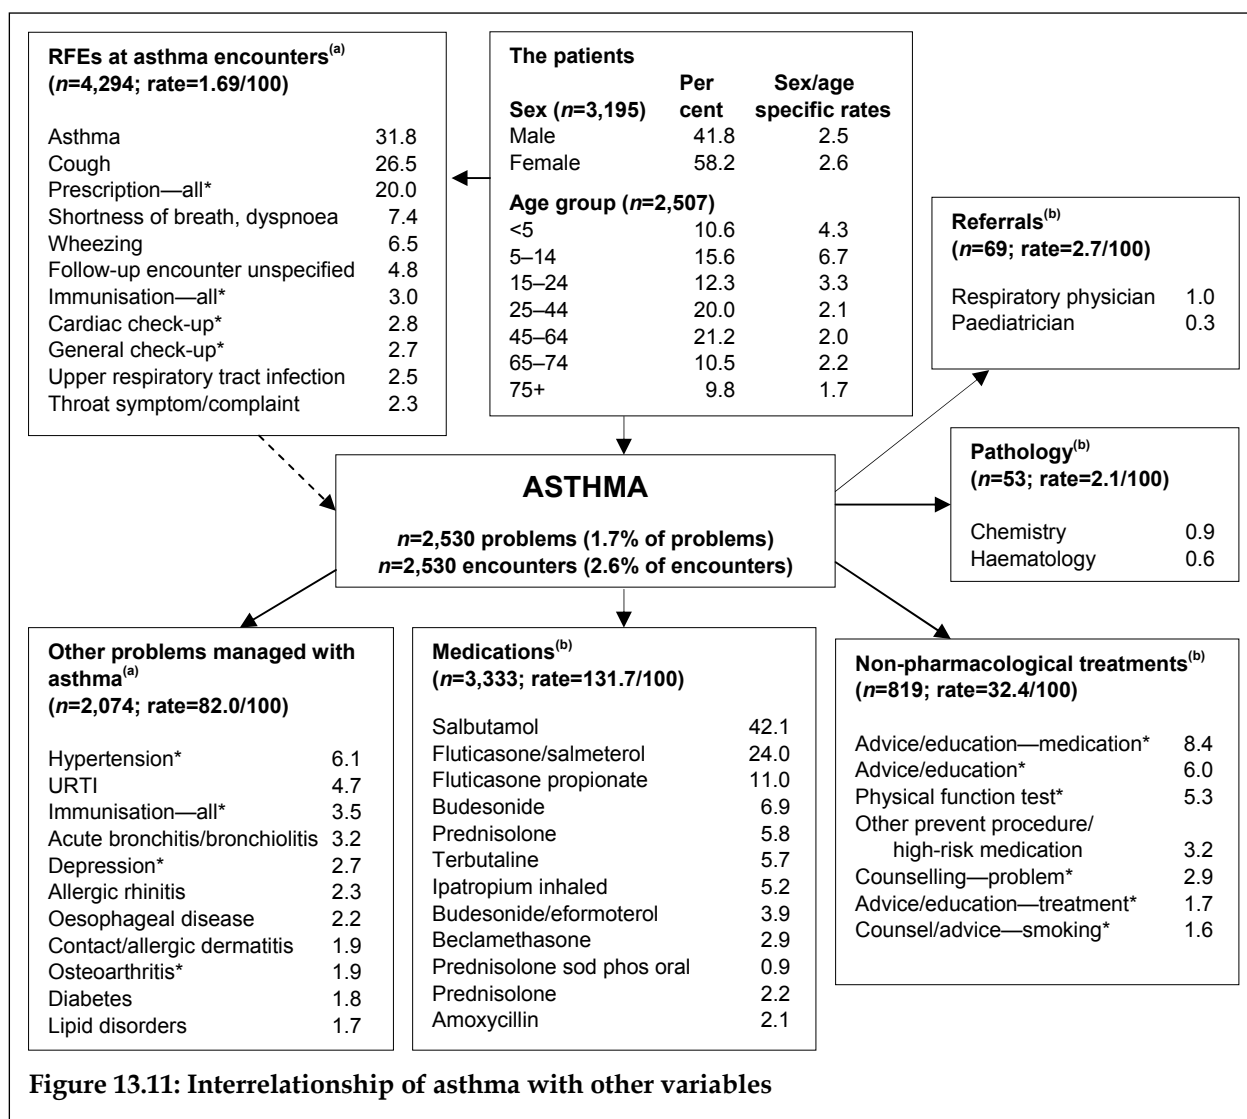 RFEs at asthma encounters(a)
(n=4,294; rate=1.69/100)
Asthma 31.8
Cough 26.5
Prescription—all* 20.0
Shortness of breath, dyspnoea 7.4
Wheezing 6.5
Follow-up encounter unspecified 4.8
Immunisation—all* 3.0
Cardiac check-up* 2.8
General check-up* 2.7
Upper respiratory tract infection 2.5
Throat symptom/complaint 2.3
The patients
Per Sex/age
Sex (n=3,195) cent specific rates
Male 41.8 2.5
Female 58.2 2.6
Age group (n=2,507)
<5 10.6 4.3
5–14 15.6 6.7
15–24 12.3 3.3
25–44 20.0 2.1
45–64 21.2 2.0
65–74 10.5 2.2
75+ 9.8 1.7
Referrals(b)
(n=69; rate=2.7/100)
Respiratory physician 1.0
Paediatrician 0.3
ASTHMA
n=2,530 problems (1.7% of problems)
n=2,530 encounters (2.6% of encounters)
Pathology(b)
(n=53; rate=2.1/100)
Chemistry 0.9
Haematology 0.6
Other problems managed with
asthma(a)
(n=2,074; rate=82.0/100)
Hypertension* 6.1
URTI 4.7
Immunisation—all* 3.5
Acute bronchitis/bronchiolitis 3.2
Depression* 2.7
Allergic rhinitis 2.3
Oesophageal disease 2.2
Contact/allergic dermatitis 1.9
Osteoarthritis* 1.9
Diabetes 1.8
Lipid disorders 1.7
Medications(b)
(n=3,333; rate=131.7/100)
Salbutamol 42.1
Fluticasone/salmeterol 24.0
Fluticasone propionate 11.0
Budesonide 6.9
Prednisolone 5.8
Terbutaline 5.7
Ipatropium inhaled 5.2
Budesonide/eformoterol 3.9
Beclamethasone 2.9
Prednisolone sod phos oral 0.9
Prednisolone 2.2
Amoxycillin 2.1
Non-pharmacological treatments(b)
(n=819; rate=32.4/100)
Advice/education—medication* 8.4
Advice/education* 6.0
Physical function test* 5.3
Other prevent procedure/
high-risk medication 3.2
Counselling—problem* 2.9
Advice/education—treatment* 1.7
Counsel/advice—smoking* 1.6
Figure 13.11: Interrelationship of asthma with other variables